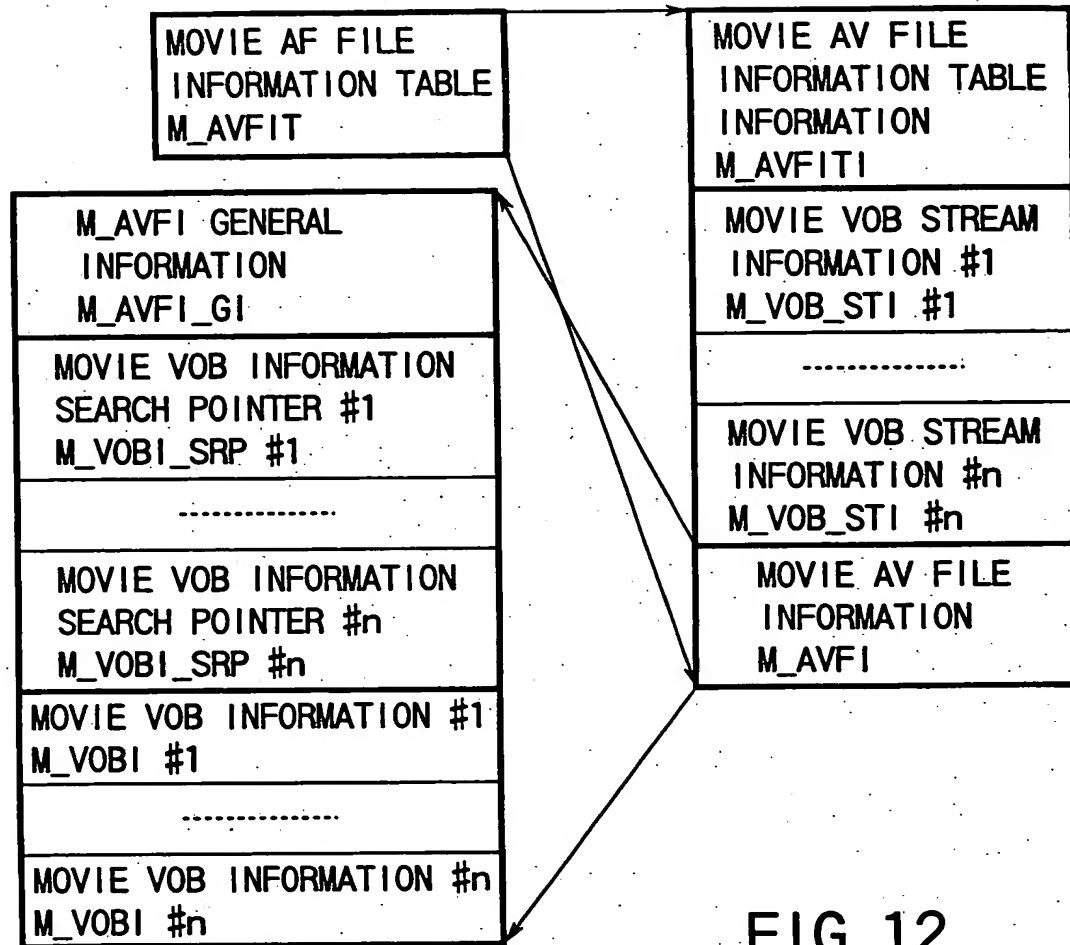 MOVIE AF FILE
INFORMATION TABLE
M_AVFIT
MOVIE AV FILE
INFORMATION TABLE
INFORMATION
M_AVFITI
MOVIE VOB STREAM
INFORMATION #1
M_VOB_STI #1
MOVIE VOB STREAM
INFORMATION #n
M_VOB_STI #n
MOVIE AV FILE
INFORMATION
M_AVFI
M_AVFI GENERAL
INFORMATION
M_AVFI_GI
MOVIE VOB INFORMATION
SEARCH POINTER #1
M_VOBI_SRP #1
MOVIE VOB INFORMATION
SEARCH POINTER #n
M_VOBI_SRP #n
MOVIE VOB INFORMATION #1
M_VOBI #1
MOVIE VOB INFORMATION #n
M_VOBI #n
FIG. 12